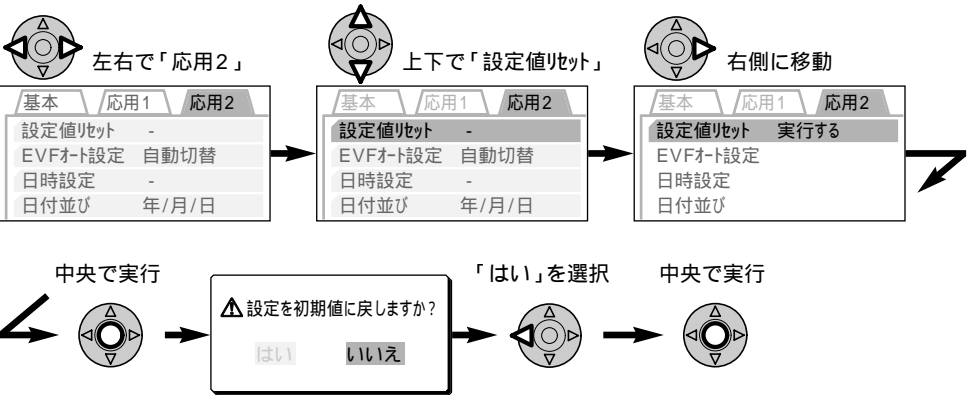 左右で「応用2」
基本 応用1 応用2
設定値ﾘｾｯﾄ -
EVFｵｰﾄ設定 自動切替
日時設定 -
日付並び 年/月/日
上下で「設定値ﾘｾｯﾄ」
基本 応用1 応用2
設定値ﾘｾｯﾄ -
EVFｵｰﾄ設定 自動切替
日時設定 -
日付並び 年/月/日
右側に移動
基本 応用1 応用2
設定値ﾘｾｯﾄ 実行する
EVFｵｰﾄ設定
日時設定
日付並び
中央で実行
設定を初期値に戻しますか?
はい いいえ
「はい」を選択
中央で実行